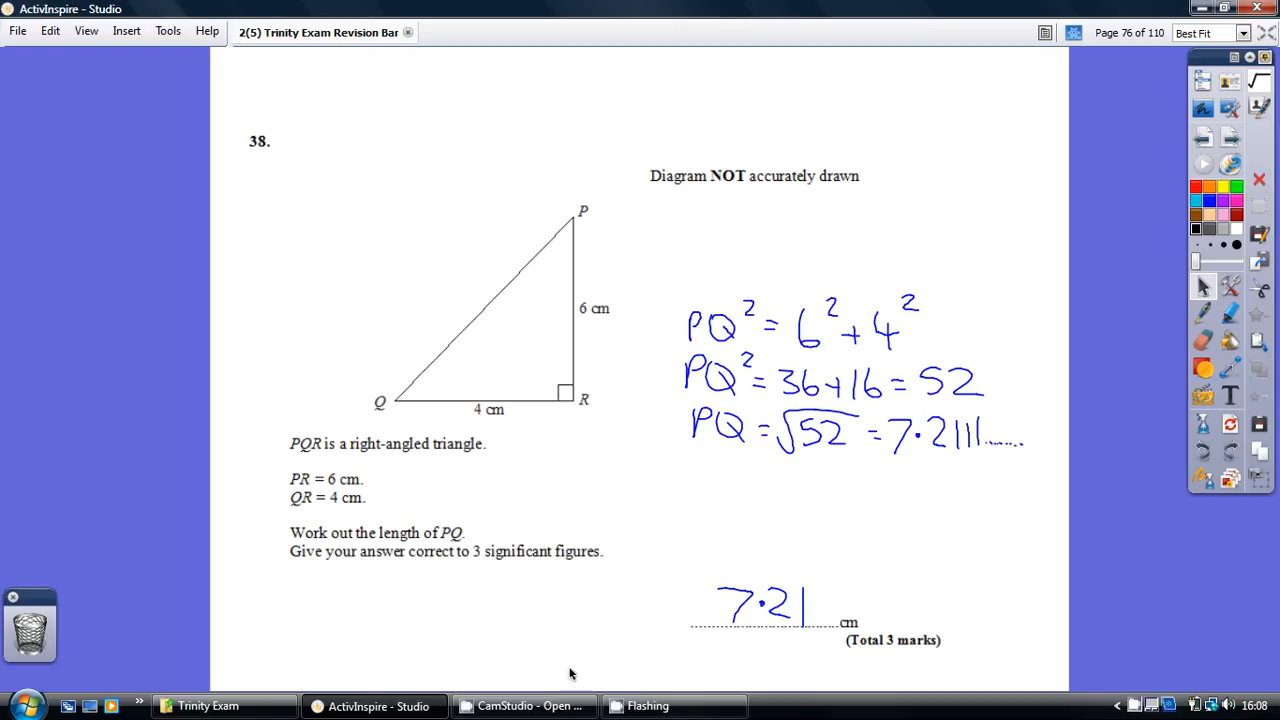 ActivInspire - Studio
File Edit View Insert Tools Help
2(5) Trinity Exam Revision Bar
Page 76 of 110
Best Fit
38.
Diagram NOT accurately drawn
P
6 cm
Q
R
4 cm
PQR is a right-angled triangle.
PR = 6 cm.
QR = 4 cm.
Work out the length of PQ.
Give your answer correct to 3 significant figures.
PQ² = 6² + 4²
PQ² = 36+16 = 52
PQ = √52 = 7·2111......
7·21
cm
(Total 3 marks)
Trinity Exam
ActivInspire - Studio
CamStudio - Open ...
Flashing
16:08